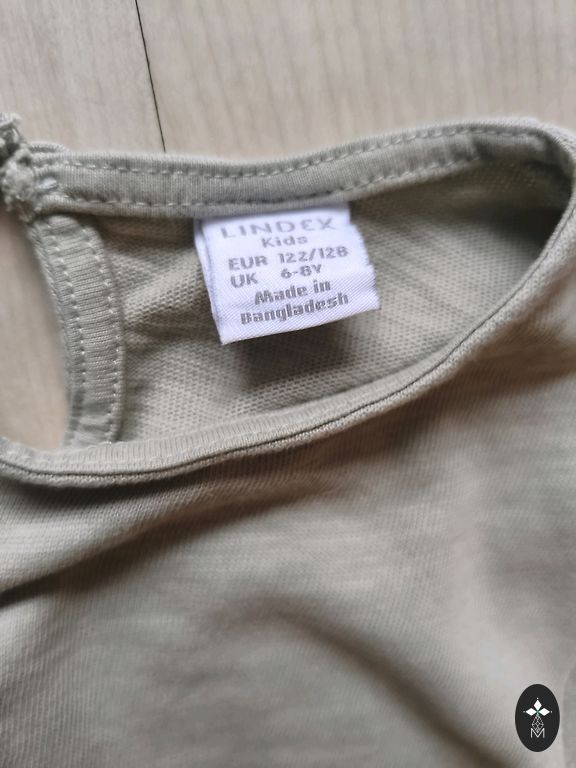 LINDEX
Kids
EUR 122/128
UK 6-8Y
Made in
Bangladesh
M